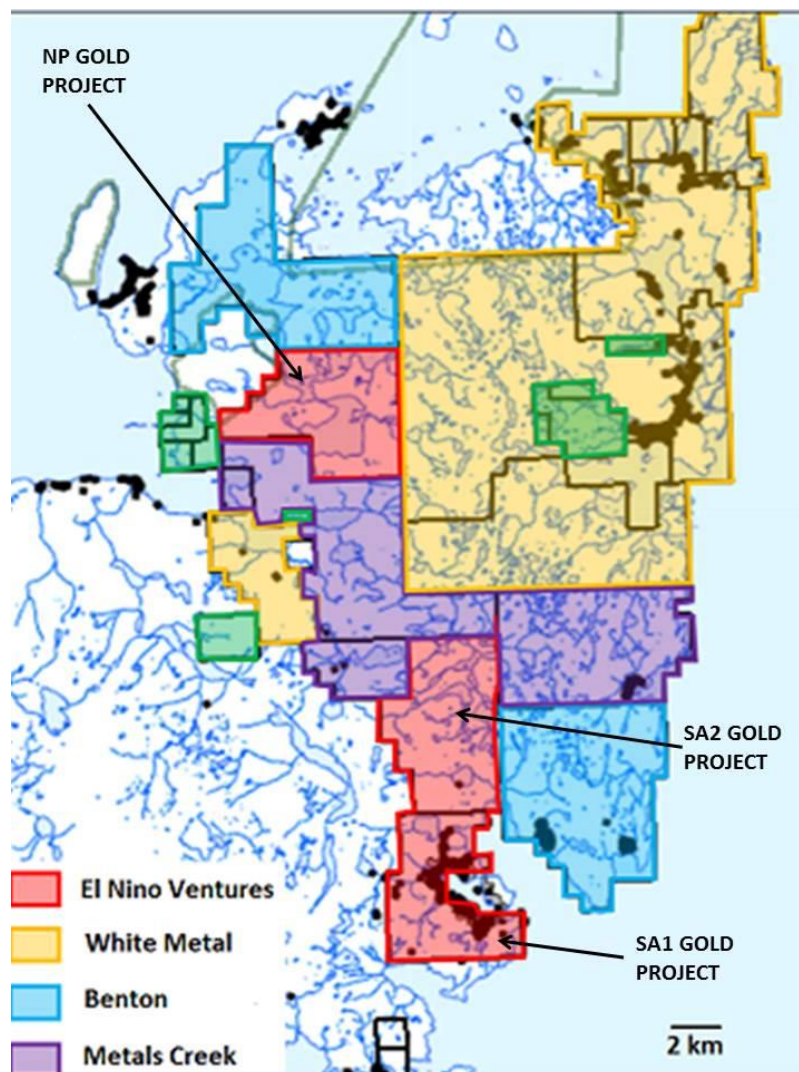 NP GOLD
PROJECT
SA2 GOLD
PROJECT
El Nino Ventures
White Metal
SA1 GOLD
PROJECT
Benton
2 km
Metals Creek